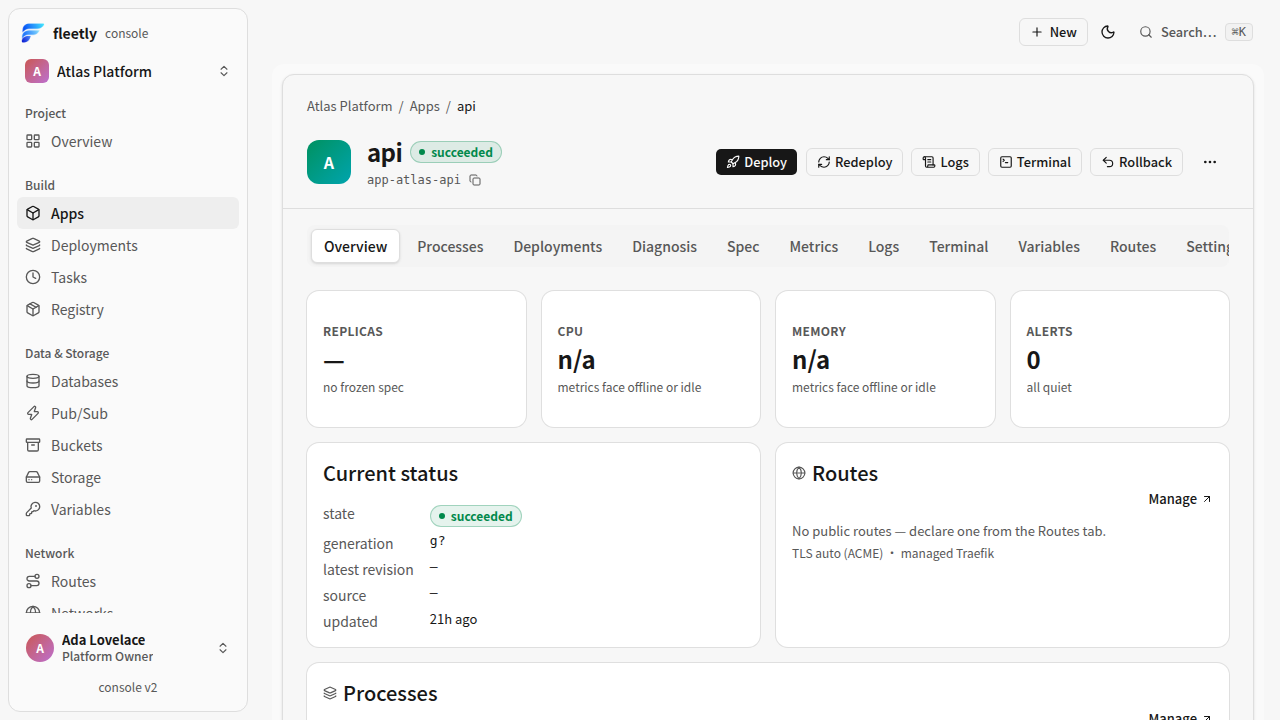 fleetly console
A Atlas Platform
Project
Overview
Build
Apps
Deployments
Tasks
Registry
Data & Storage
Databases
Pub/Sub
Buckets
Storage
Variables
Network
Routes
Networks
A Ada Lovelace
Platform Owner
console v2
New
Search… ⌘K
Atlas Platform / Apps / api
A api succeeded
app-atlas-api
Deploy Redeploy Logs Terminal Rollback
Overview Processes Deployments Diagnosis Spec Metrics Logs Terminal Variables Routes Setting
REPLICAS
—
no frozen spec
CPU
n/a
metrics face offline or idle
MEMORY
n/a
metrics face offline or idle
ALERTS
0
all quiet
Current status
state succeeded
generation g?
latest revision —
source —
updated 21h ago
Routes
Manage
No public routes — declare one from the Routes tab.
TLS auto (ACME) • managed Traefik
Processes
Manage